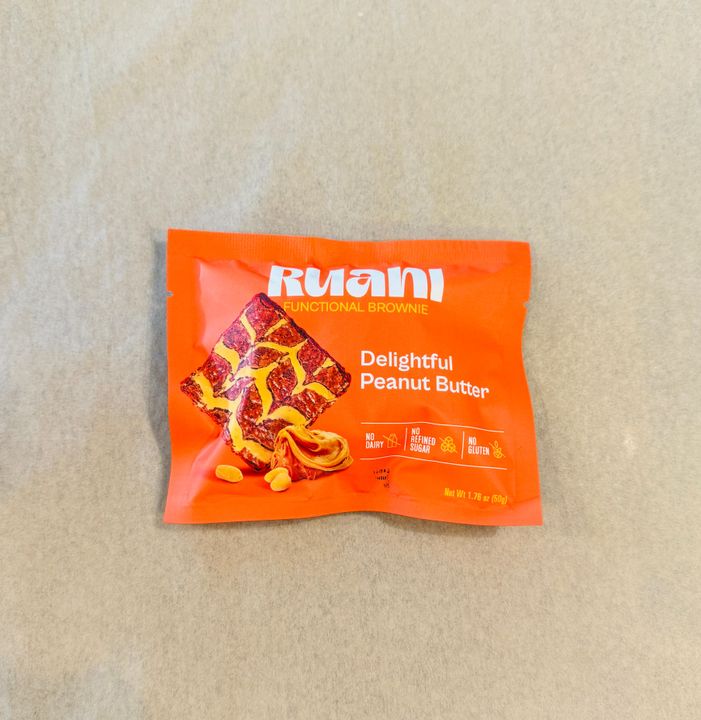 Ruani
FUNCTIONAL BROWNIE
Delightful
Peanut Butter
NO
DAIRY
NO
REFINED
SUGAR
NO
GLUTEN
Net Wt 1.76 oz (50g)